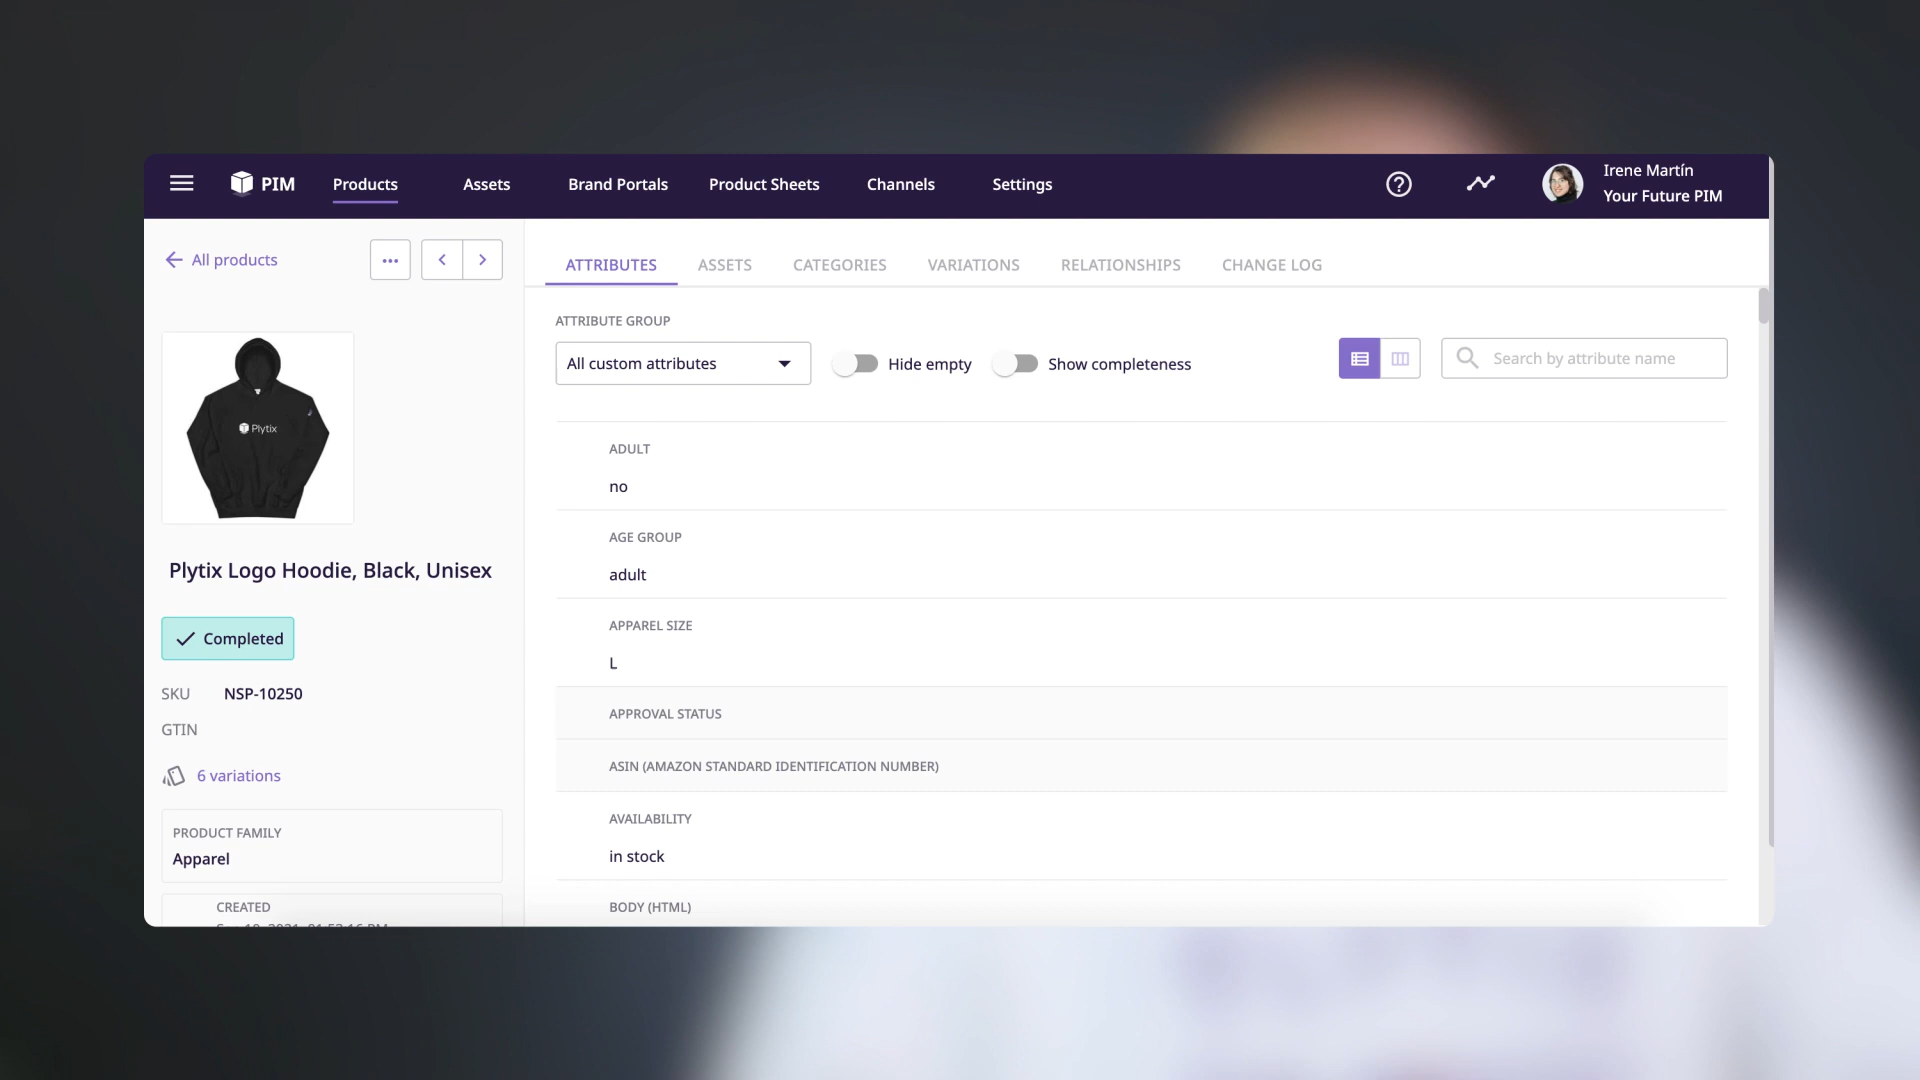 PIM
Products
Assets
Brand Portals
Product Sheets
Channels
Settings
Irene Martín
Your Future PIM
All products
Plytix
Plytix Logo Hoodie, Black, Unisex
Completed
SKU NSP-10250
GTIN
6 variations
PRODUCT FAMILY
Apparel
CREATED
ATTRIBUTES
ASSETS
CATEGORIES
VARIATIONS
RELATIONSHIPS
CHANGE LOG
ATTRIBUTE GROUP
All custom attributes
Hide empty
Show completeness
Search by attribute name
ADULT
no
AGE GROUP
adult
APPAREL SIZE
L
APPROVAL STATUS
ASIN (AMAZON STANDARD IDENTIFICATION NUMBER)
AVAILABILITY
in stock
BODY (HTML)